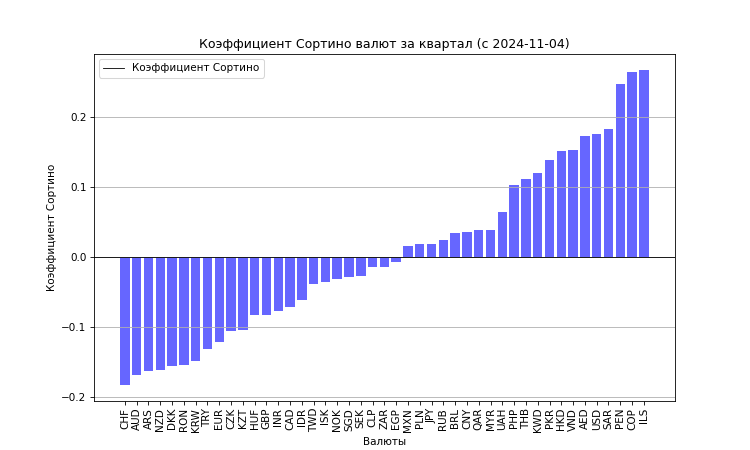 Коэффициент Сортино валют за квартал (с 2024-11-04)
Коэффициент Сортино
Коэффициент Сортино
0.2
0.1
0.0
−0.1
−0.2
CHF
AUD
ARS
NZD
DKK
RON
KRW
TRY
EUR
CZK
KZT
HUF
GBP
INR
CAD
IDR
TWD
ISK
NOK
SGD
SEK
CLP
ZAR
EGP
MXN
PLN
JPY
RUB
BRL
CNY
QAR
MYR
UAH
PHP
THB
KWD
PKR
HKD
VND
AED
USD
SAR
PEN
COP
ILS
Валюты